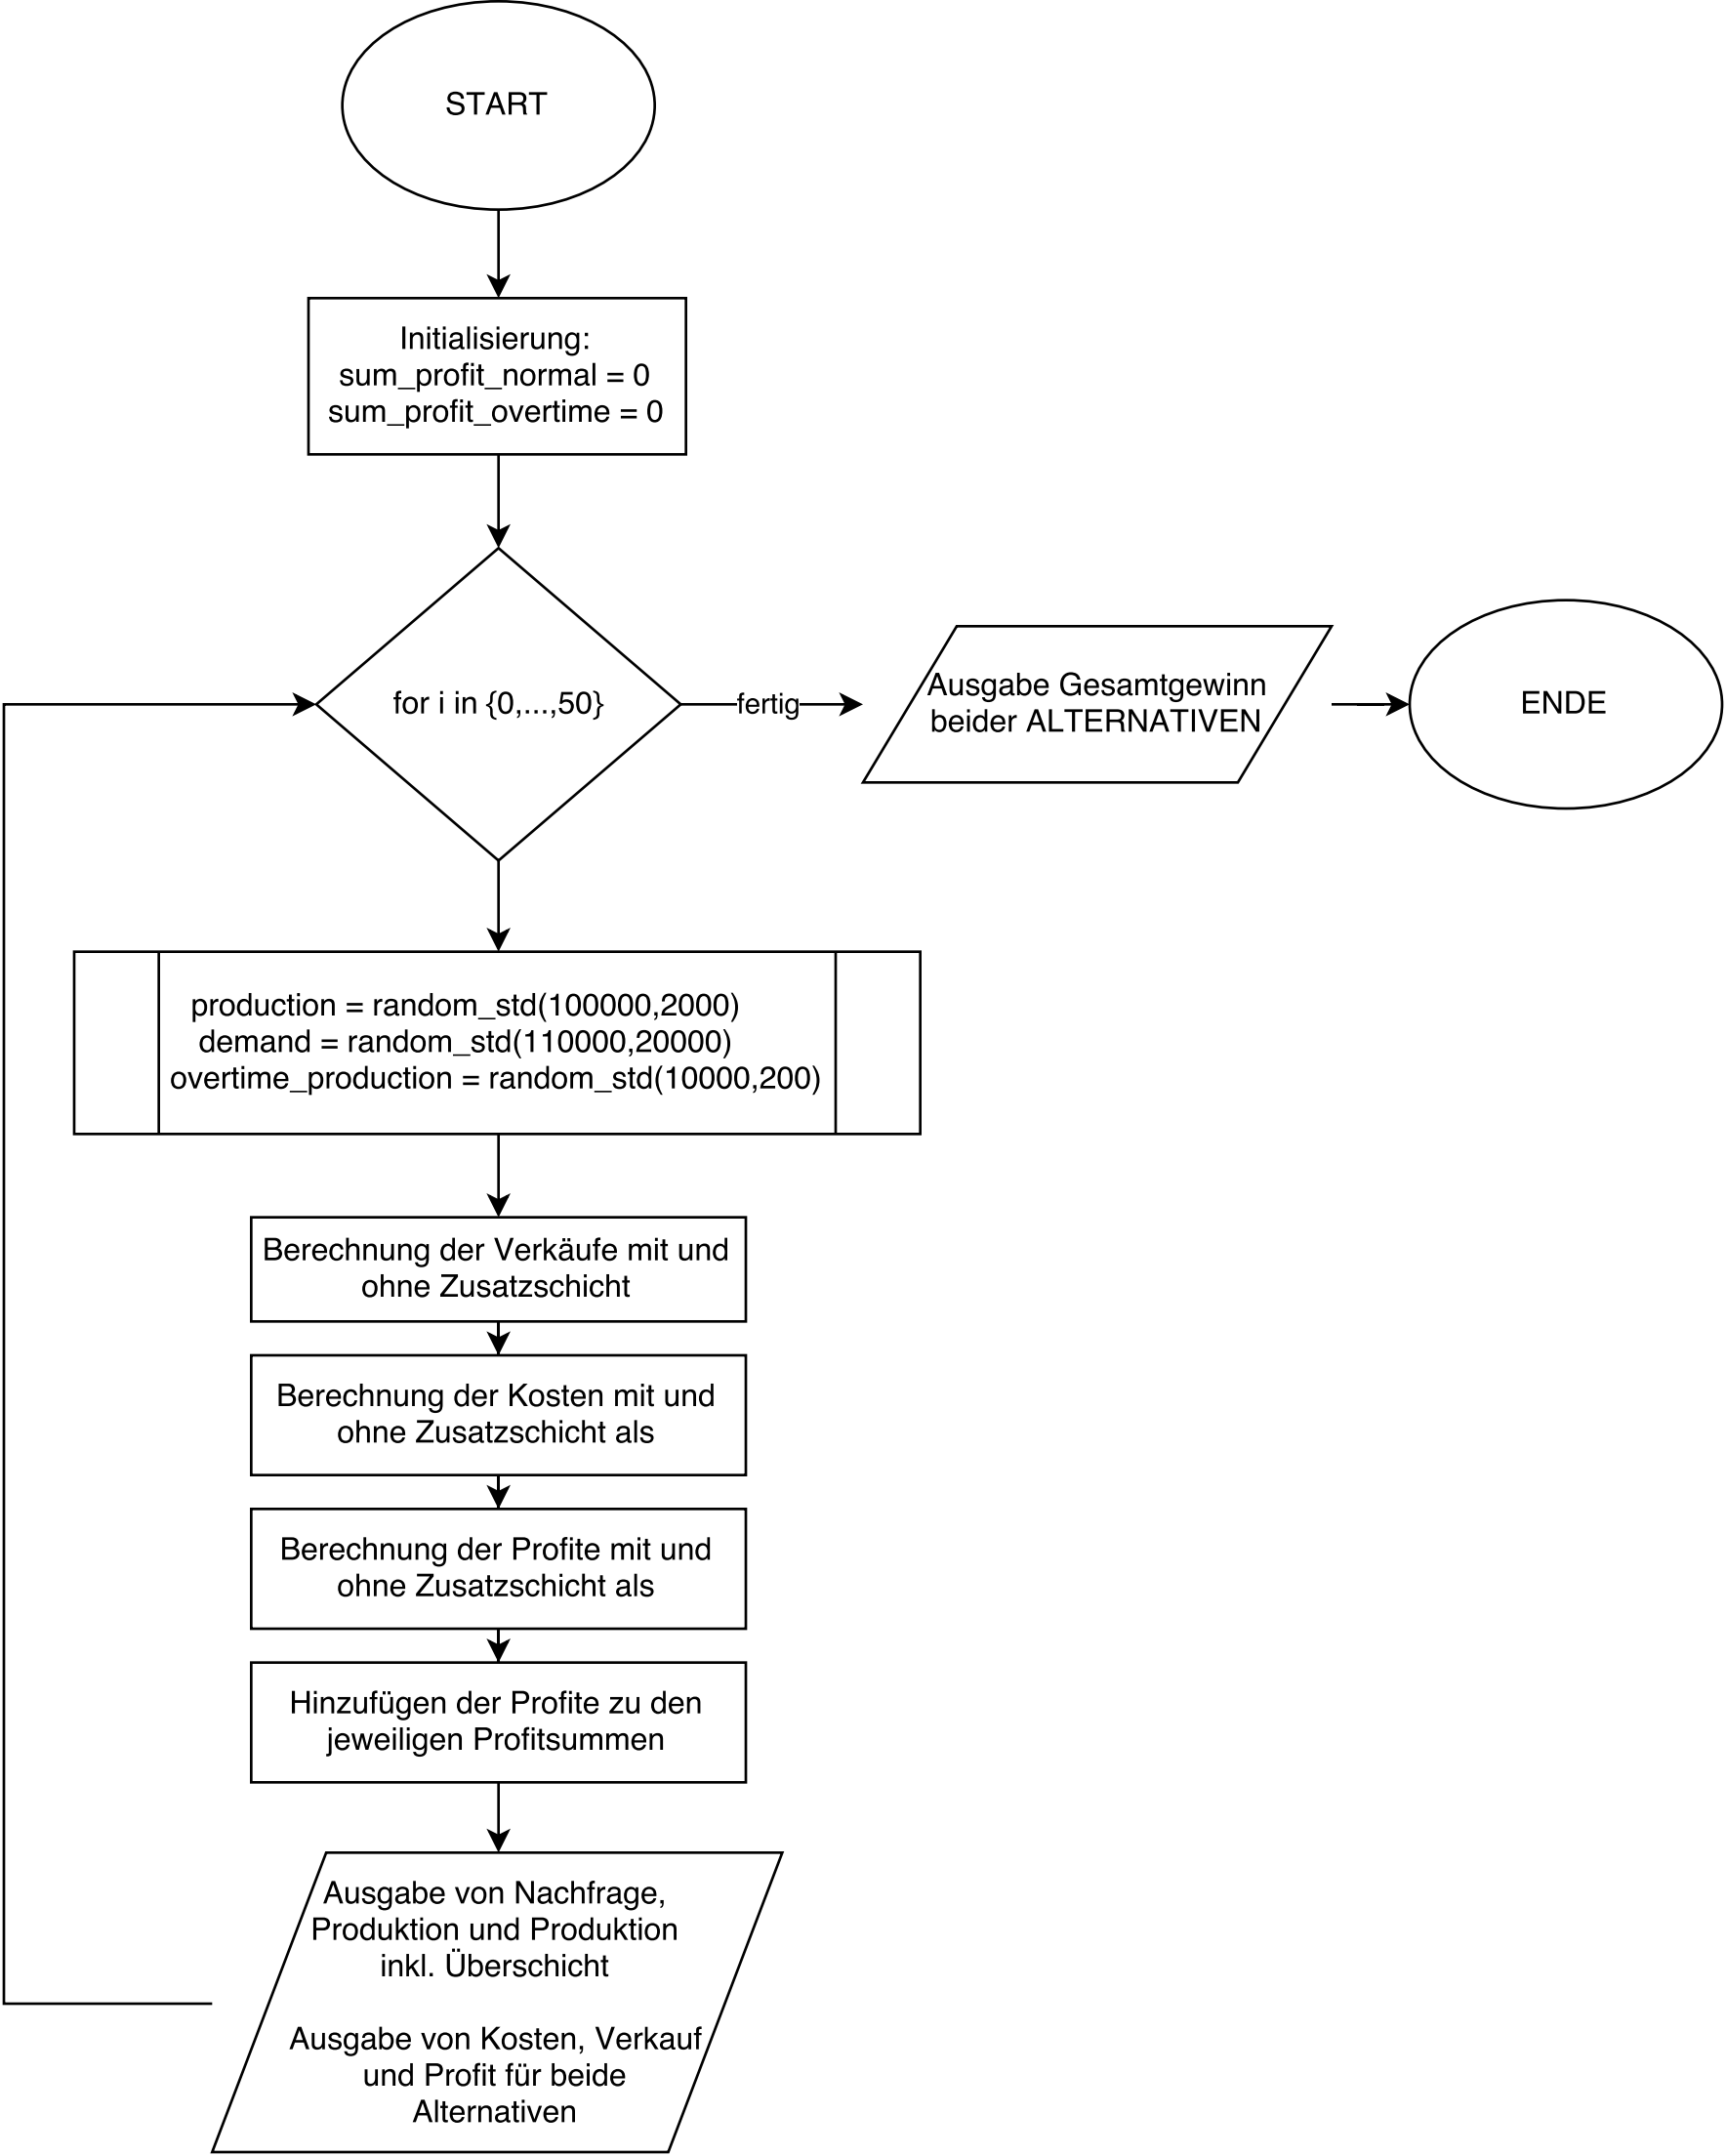 START
Initialisierung:
sum_profit_normal = 0
sum_profit_overtime = 0
for i in {0,...,50}
fertig
Ausgabe Gesamtgewinn
beider ALTERNATIVEN
ENDE
production = random_std(100000,2000)
demand = random_std(110000,20000)
overtime_production = random_std(10000,200)
Berechnung der Verkäufe mit und
ohne Zusatzschicht
Berechnung der Kosten mit und
ohne Zusatzschicht als
Berechnung der Profite mit und
ohne Zusatzschicht als
Hinzufügen der Profite zu den
jeweiligen Profitsummen
Ausgabe von Nachfrage,
Produktion und Produktion
inkl. Überschicht
Ausgabe von Kosten, Verkauf
und Profit für beide
Alternativen